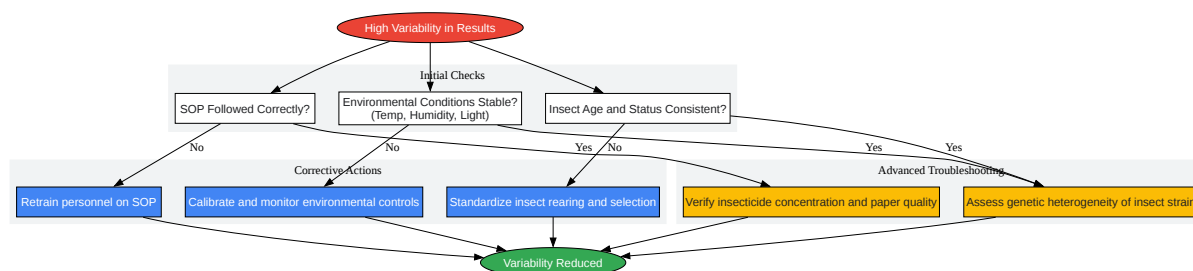 High Variability in Results
Initial Checks
SOP Followed Correctly?
Environmental Conditions Stable?
(Temp, Humidity, Light)
Insect Age and Status Consistent?
No
No
Yes
No
Yes
Yes
Corrective Actions
Advanced Troubleshooting
Retrain personnel on SOP
Calibrate and monitor environmental controls
Standardize insect rearing and selection
Verify insecticide concentration and paper quality
Assess genetic heterogeneity of insect strain
Variability Reduced